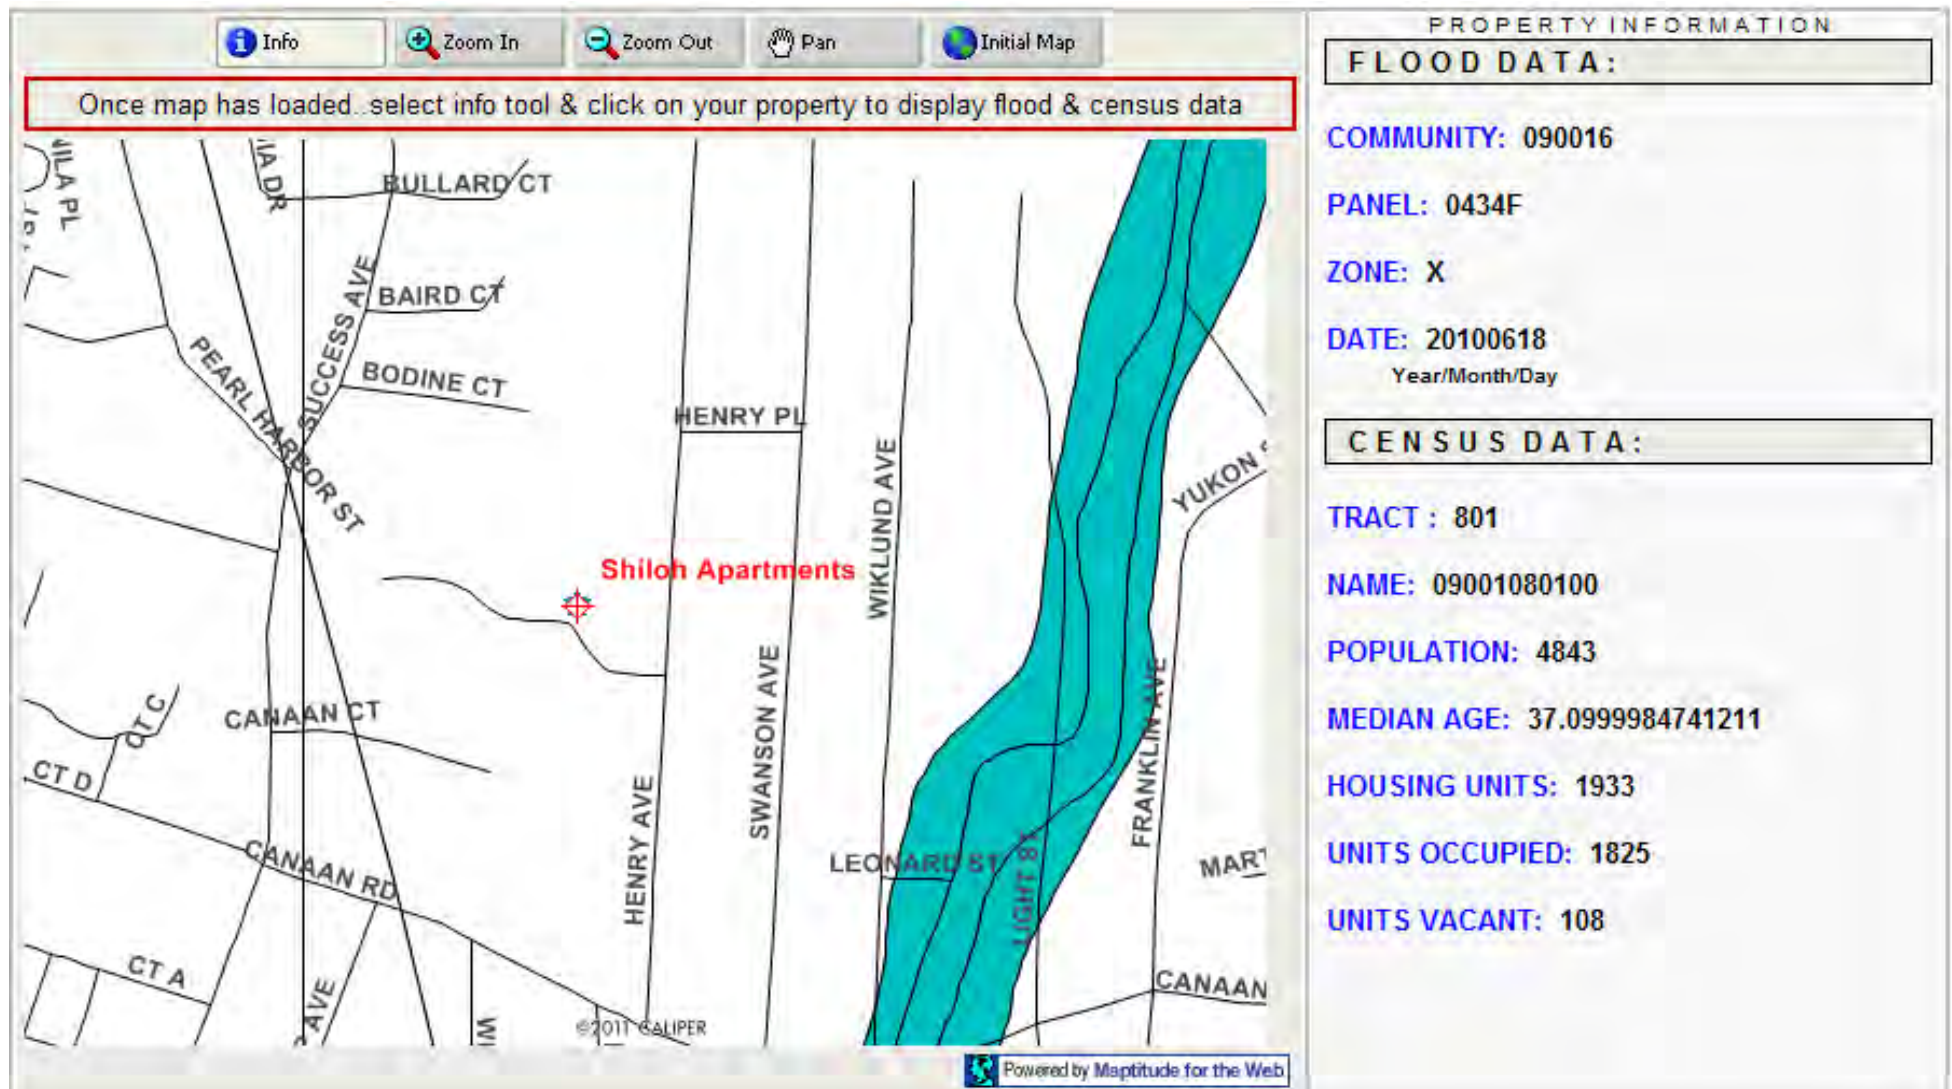 Info
Zoom In
Zoom Out
Pan
Initial Map
Once map has loaded..select info tool & click on your property to display flood & census data
BULLARD CT
BAIRD CT
SUCCESS AVE
BODINE CT
PEARL HARBOR ST
HENRY PL
WIKLUND AVE
Shiloh Apartments
CANAAN CT
CT C
CT D
SWANSON AVE
HENRY AVE
FRANKLIN AVE
CANAAN RD
LEONARD ST
LIGHT ST
CT A
AVE
CANAAN
©2011 CALIPER
Powered by Maptitude for the Web
PROPERTY INFORMATION
FLOOD DATA:
COMMUNITY: 090016
PANEL: 0434F
ZONE: X
DATE: 20100618
Year/Month/Day
CENSUS DATA:
TRACT : 801
NAME: 09001080100
POPULATION: 4843
MEDIAN AGE: 37.0999984741211
HOUSING UNITS: 1933
UNITS OCCUPIED: 1825
UNITS VACANT: 108